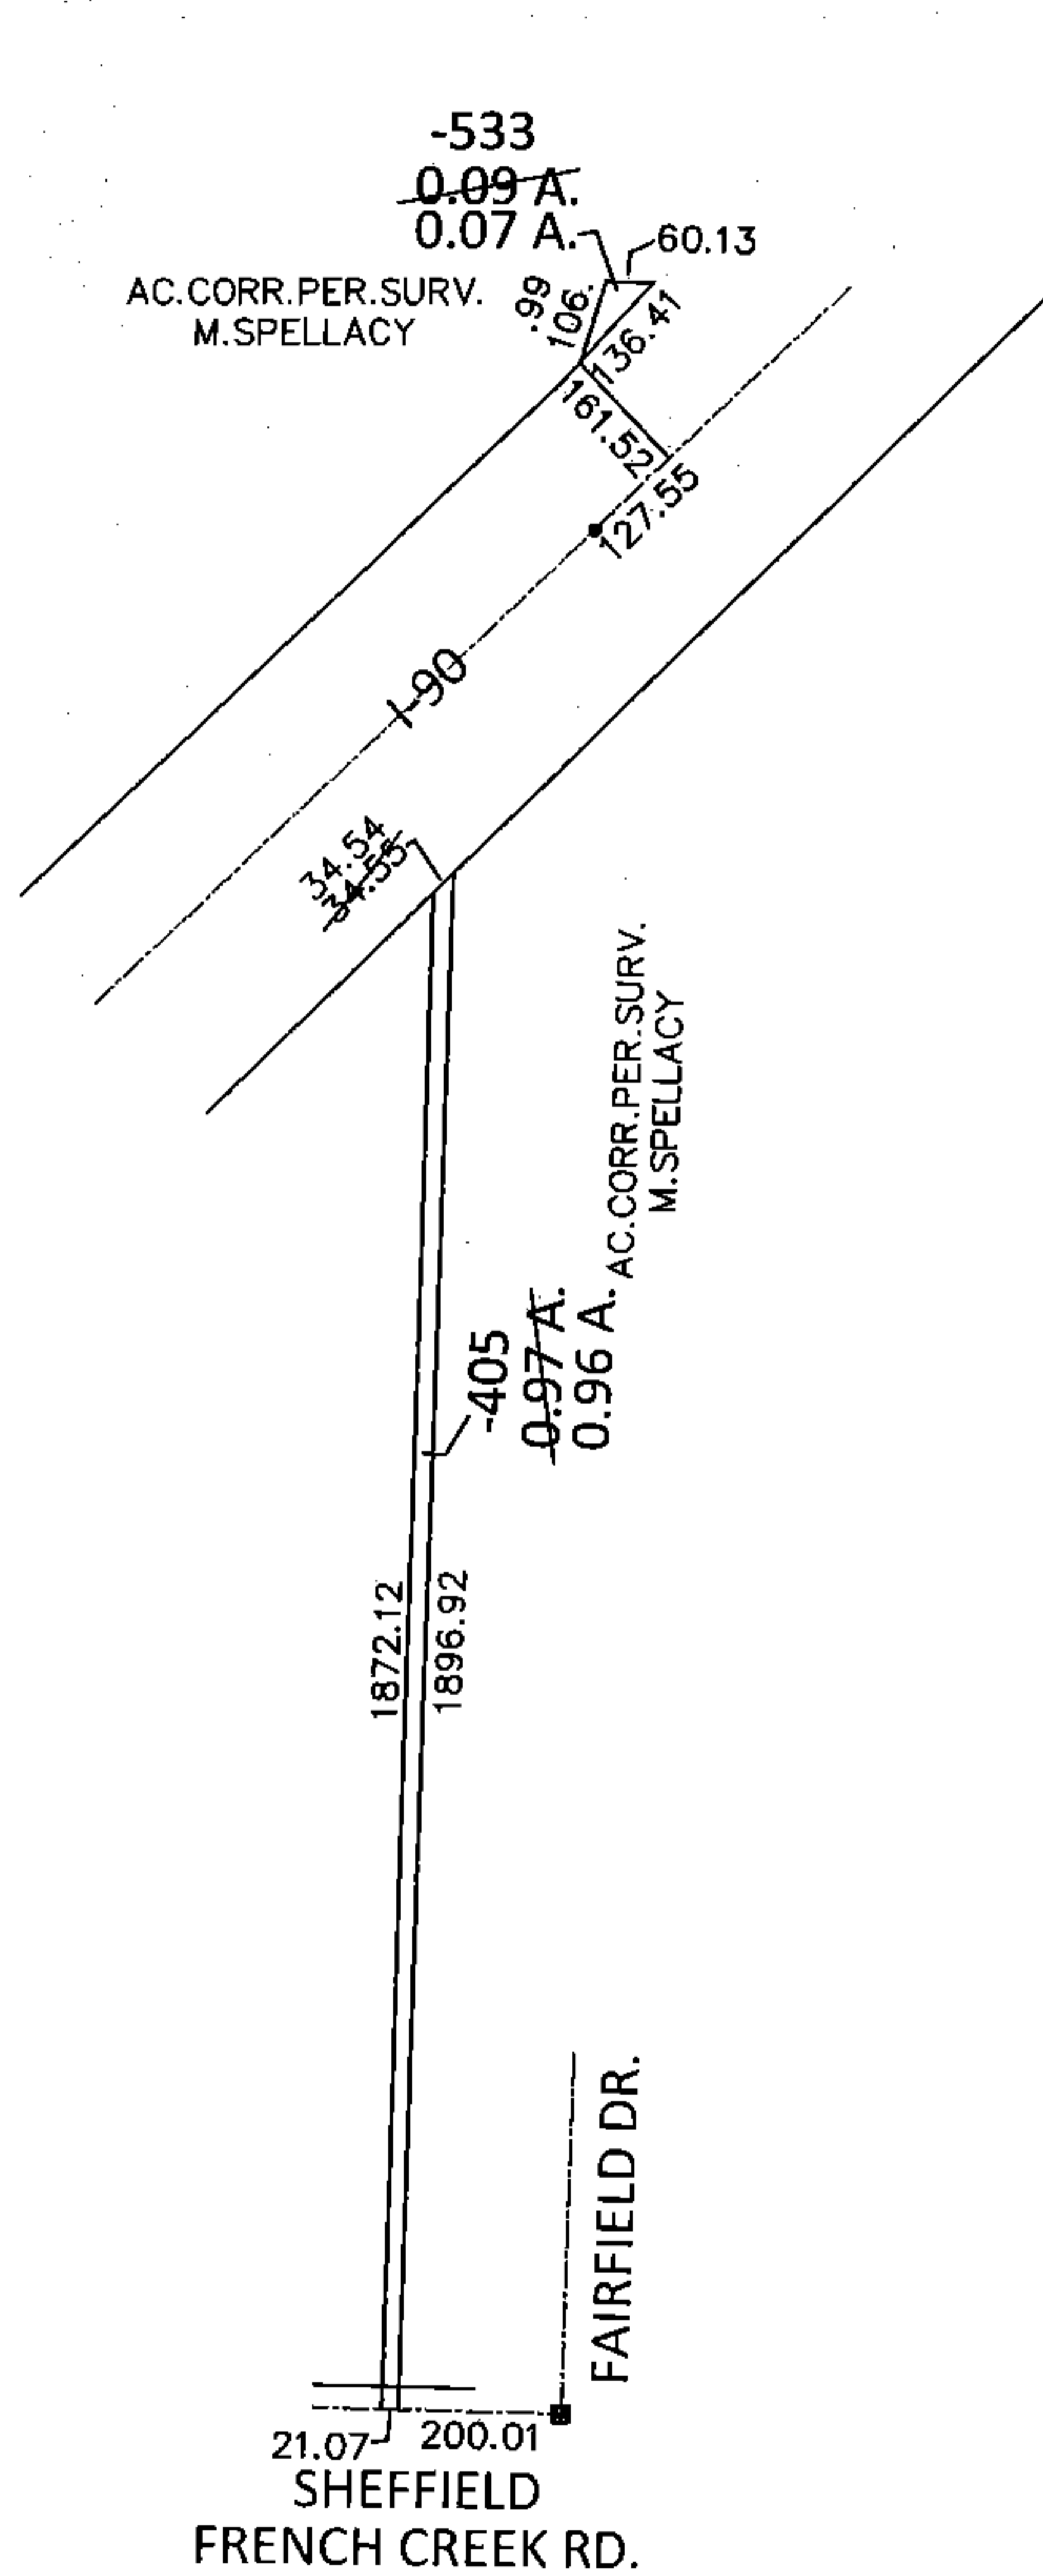 -533
0.09 A.
0.07 A.
60.13
AC.CORR.PER.SURV.
M.SPELLACY
.99
106.
136.41
161.52
127.55
I-90
34.54
34.55
AC.CORR.PER.SURV.
M.SPELLACY
-405
0.97 A.
0.96 A.
1872.12
1896.92
FAIRFIELD DR.
21.07
200.01
SHEFFIELD
FRENCH CREEK RD.